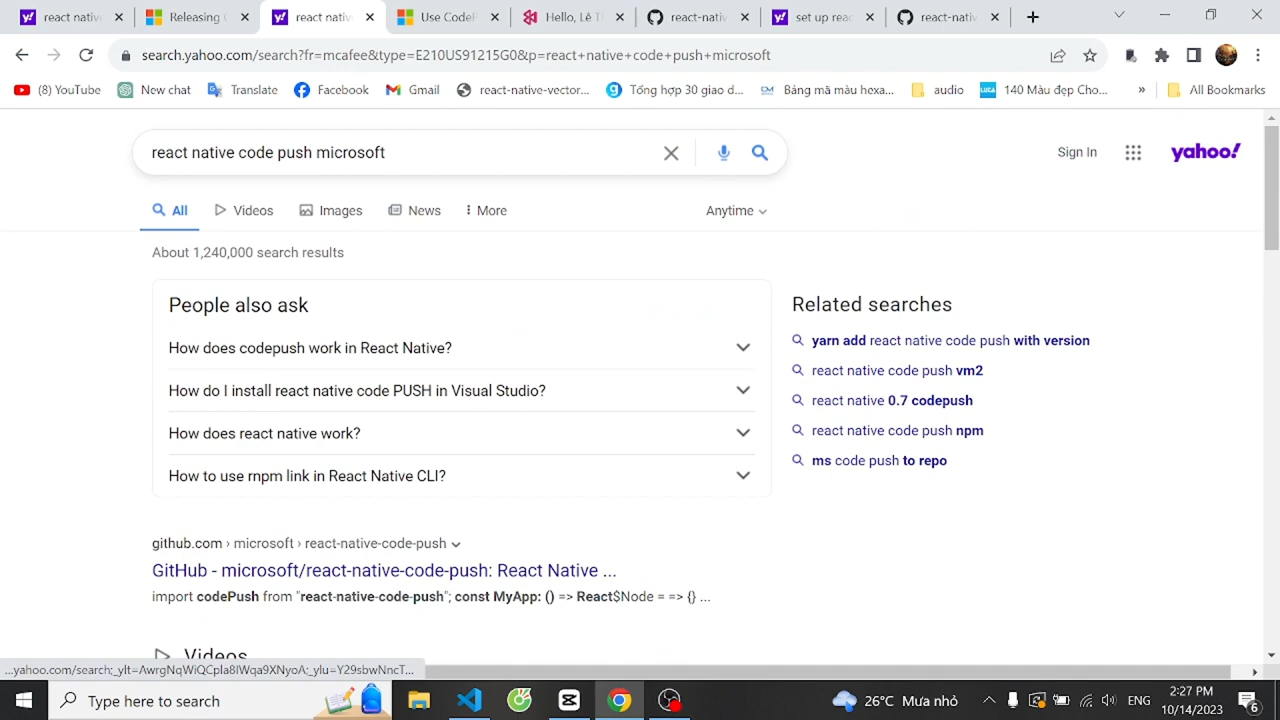 react native
Releasing C
react native
Use CodeP
Hello, Lê T
react-nativ
set up reac
react-nativ
search.yahoo.com/search?fr=mcafee&type=E210US91215G0&p=react+native+code+push+microsoft
(8) YouTube
New chat
Translate
Facebook
Gmail
react-native-vector...
Tổng hợp 30 giao d...
Bảng mã màu hexa...
audio
LUCA
140 Màu đẹp Cho...
»
All Bookmarks
react native code push microsoft
Sign In
yahoo!
All
Videos
Images
News
More
Anytime
About 1,240,000 search results
People also ask
How does codepush work in React Native?
How do I install react native code PUSH in Visual Studio?
How does react native work?
How to use rnpm link in React Native CLI?
Related searches
yarn add react native code push with version
react native code push vm2
react native 0.7 codepush
react native code push npm
ms code push to repo
github.com › microsoft › react-native-code-push
GitHub - microsoft/react-native-code-push: React Native ...
import codePush from "react-native-code-push"; const MyApp: () => React$Node = => {} ...
Videos
Type here to search
26°C Mưa nhỏ
ENG
2:27 PM
10/14/2023
6